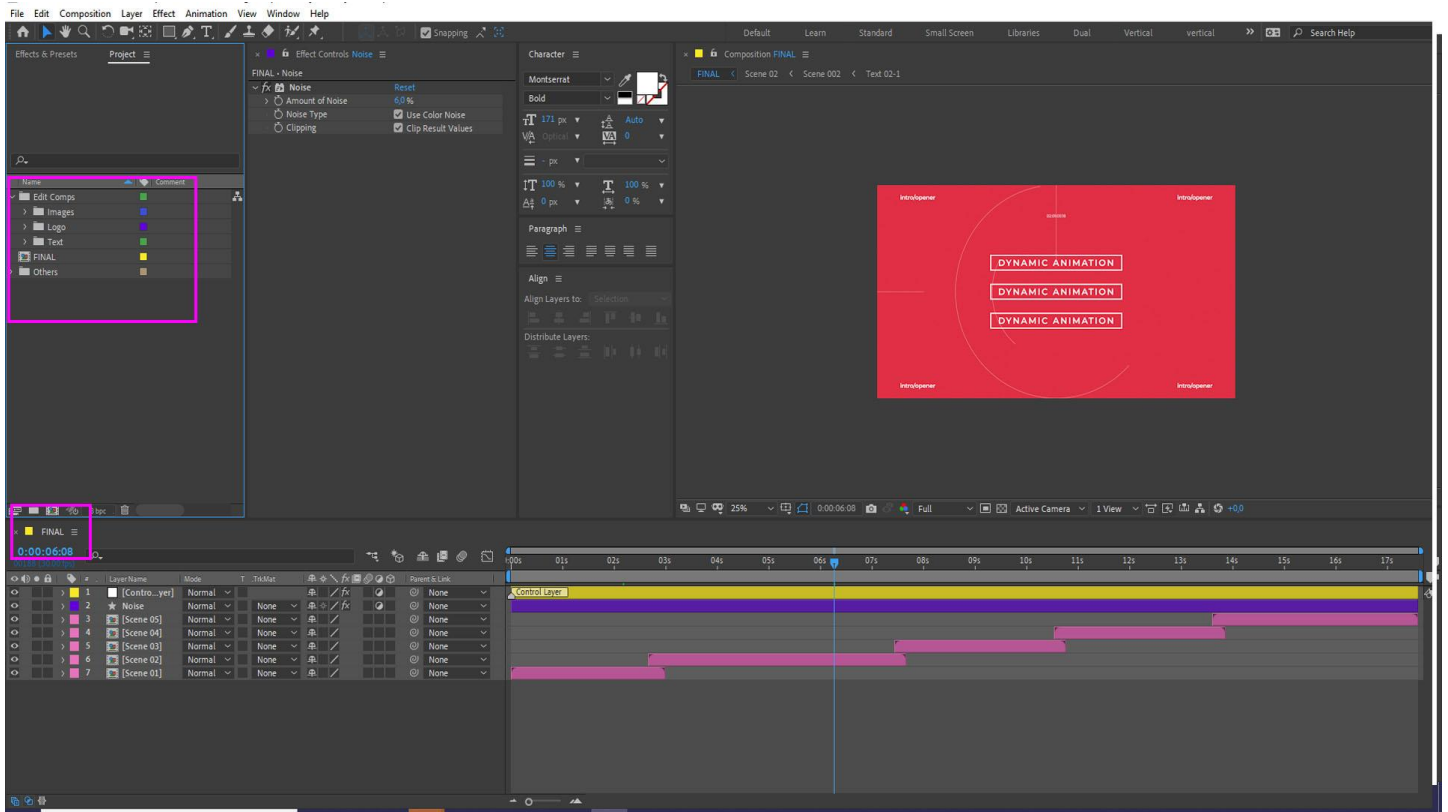 File Edit Composition Layer Effect Animation View Window Help
Snapping
Default Learn Standard Small Screen Libraries Dual Vertical vertical Search Help
Effects & Presets Project
Effect Controls Noise
Character
Composition FINAL
FINAL Scene 02 Scene 002 Text 02-1
FINAL • Noise
fx Noise Reset
Amount of Noise 6,0 %
Noise Type Use Color Noise
Clipping Clip Result Values
Montserrat
Bold
171 px Auto
Optical 0
- px
100 % 100 %
0 px 0 %
Paragraph
Align
Align Layers to: Selection
Distribute Layers:
Name Comment
Edit Comps
Images
Logo
Text
FINAL
Others
intro/opener intro/opener
DYNAMIC ANIMATION
DYNAMIC ANIMATION
DYNAMIC ANIMATION
intro/opener intro/opener
25% 0:00:06:08 Full Active Camera 1 View +0,0
FINAL
0:00:06:08
01s 02s 03s 04s 05s 06s 07s 08s 09s 10s 11s 12s 13s 14s 15s 16s 17s
# Layer Name Mode T .TrkMat fx Parent & Link
1 [Contro...yer] Normal fx None
Control Layer
2 Noise Normal None fx None
3 [Scene 05] Normal None None
4 [Scene 04] Normal None None
5 [Scene 03] Normal None None
6 [Scene 02] Normal None None
7 [Scene 01] Normal None None